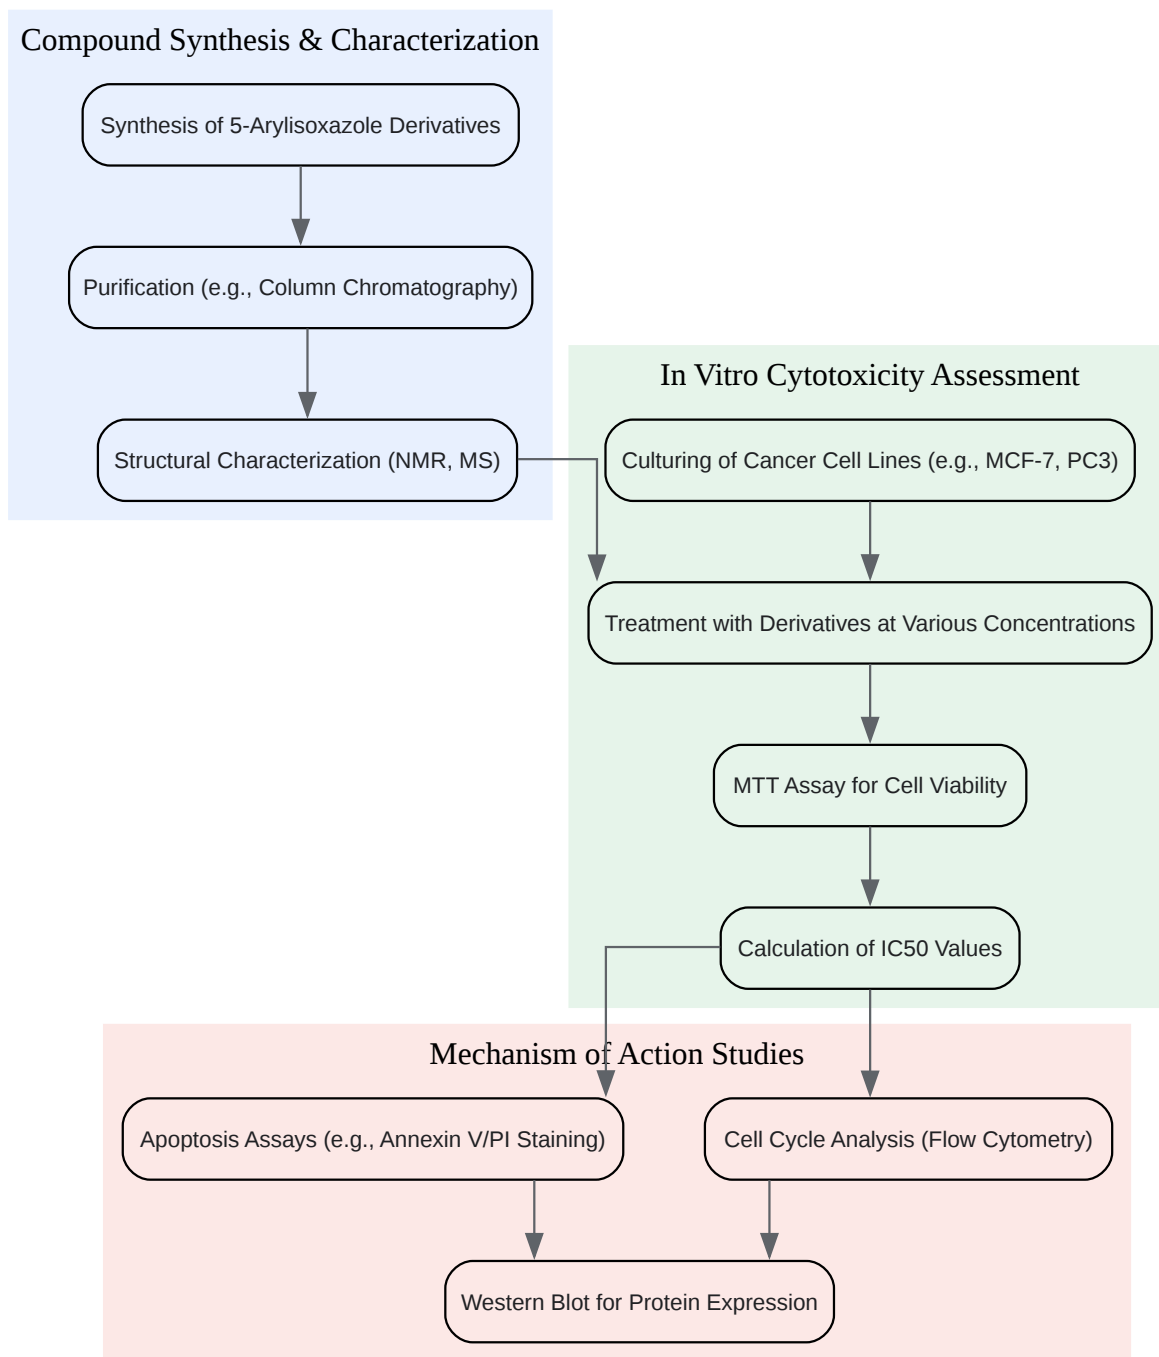 Compound Synthesis & Characterization
Synthesis of 5-Arylisoxazole Derivatives
Purification (e.g., Column Chromatography)
Structural Characterization (NMR, MS)
In Vitro Cytotoxicity Assessment
Culturing of Cancer Cell Lines (e.g., MCF-7, PC3)
Treatment with Derivatives at Various Concentrations
MTT Assay for Cell Viability
Calculation of IC50 Values
Mechanism of Action Studies
Apoptosis Assays (e.g., Annexin V/PI Staining)
Cell Cycle Analysis (Flow Cytometry)
Western Blot for Protein Expression